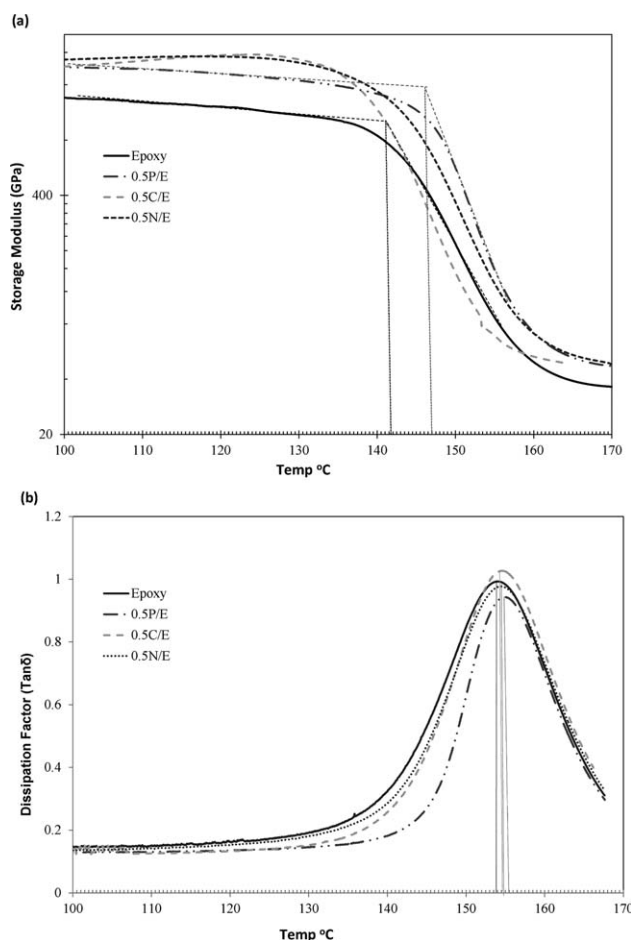 (a)
Storage Modulus (GPa)
400
20
Epoxy
0.5P/E
0.5C/E
0.5N/E
100 110 120 130 140 150 160 170
Temp °C
(b)
Dissipation Factor (Tanδ)
1.2
1
0.8
0.6
0.4
0.2
0
Epoxy
0.5P/E
0.5C/E
0.5N/E
100 110 120 130 140 150 160 170
Temp °C